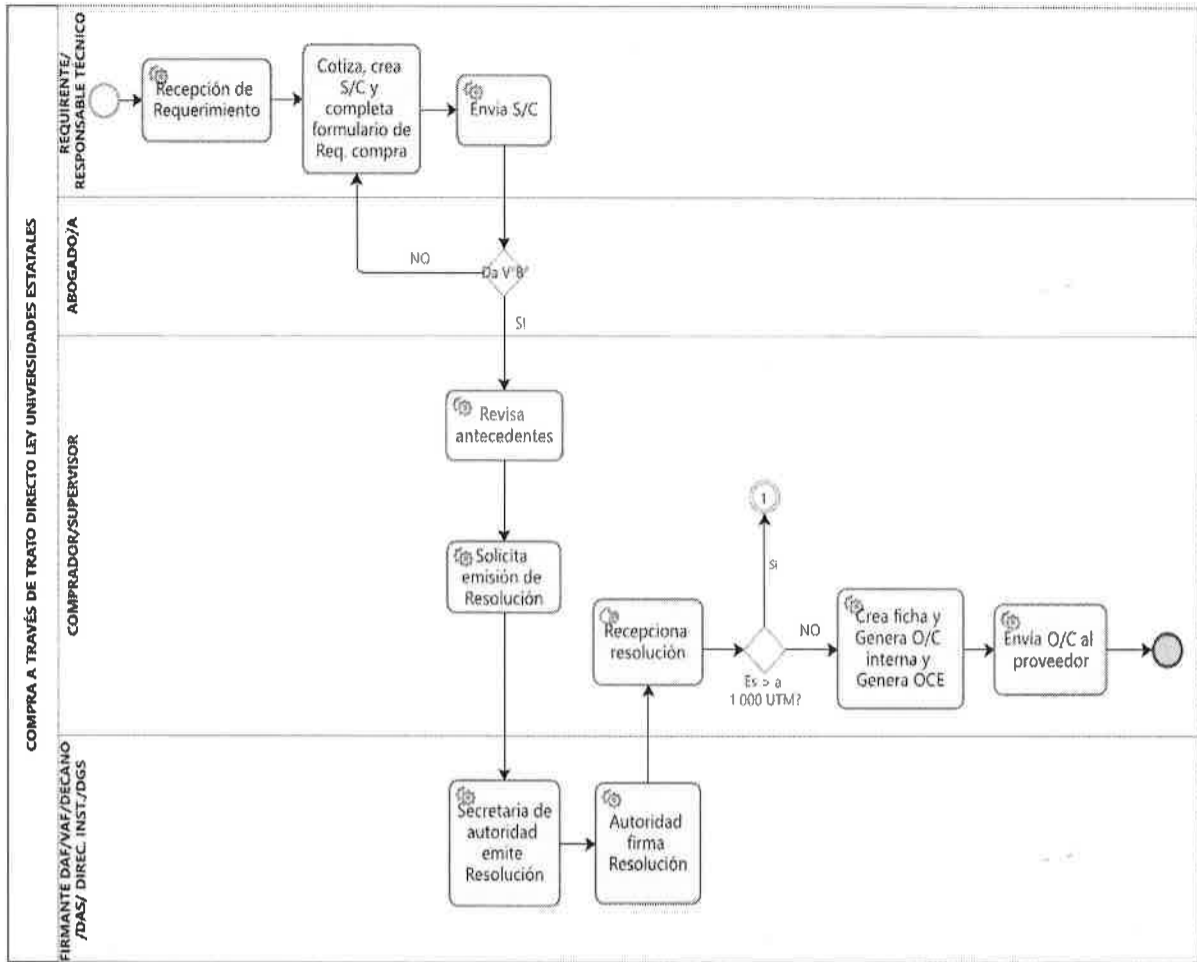 COMPRA A TRAVÉS DE TRATO DIRECTO LEY UNIVERSIDADES ESTATALES
REQUIRENTE/
RESPONSABLE TÉCNICO
Recepción de
Requerimiento
Cotiza, crea
S/C y
completa
formulario de
Req. compra
Envia S/C
ABOGADO/A
NO
Da V°B°
SI
COMPRADOR/SUPERVISOR
Revisa
antecedentes
Solicita
emisión de
Resolución
Recepciona
resolución
1
Si
Es > a
1 000 UTM?
NO
Crea ficha y
Genera O/C
interna y
Genera OCE
Envía O/C al
proveedor
FIRMANTE DAF/VAF/DECANO
/DAS/ DIREC. INST./DGS
Secretaria de
autoridad
emite
Resolución
Autoridad
firma
Resolución